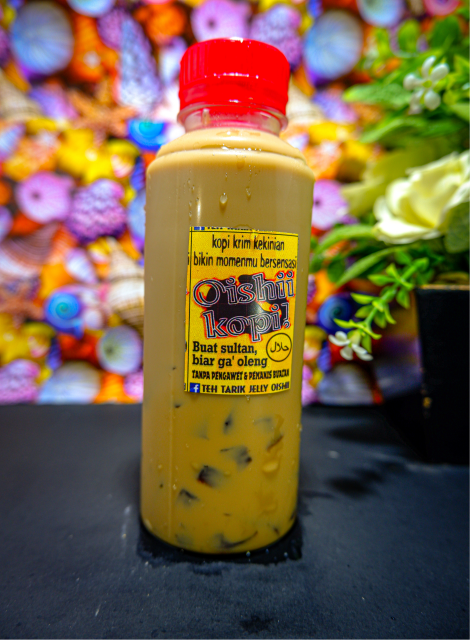 kopi krim kekinian
bikin momenmu bersensasi
Oishii
kopi!
Buat sultan,
biar ga' oleng
حلال
TANPA PENGAWET & PEMANIS BUATAN
TEH TARIK JELLY OISHII